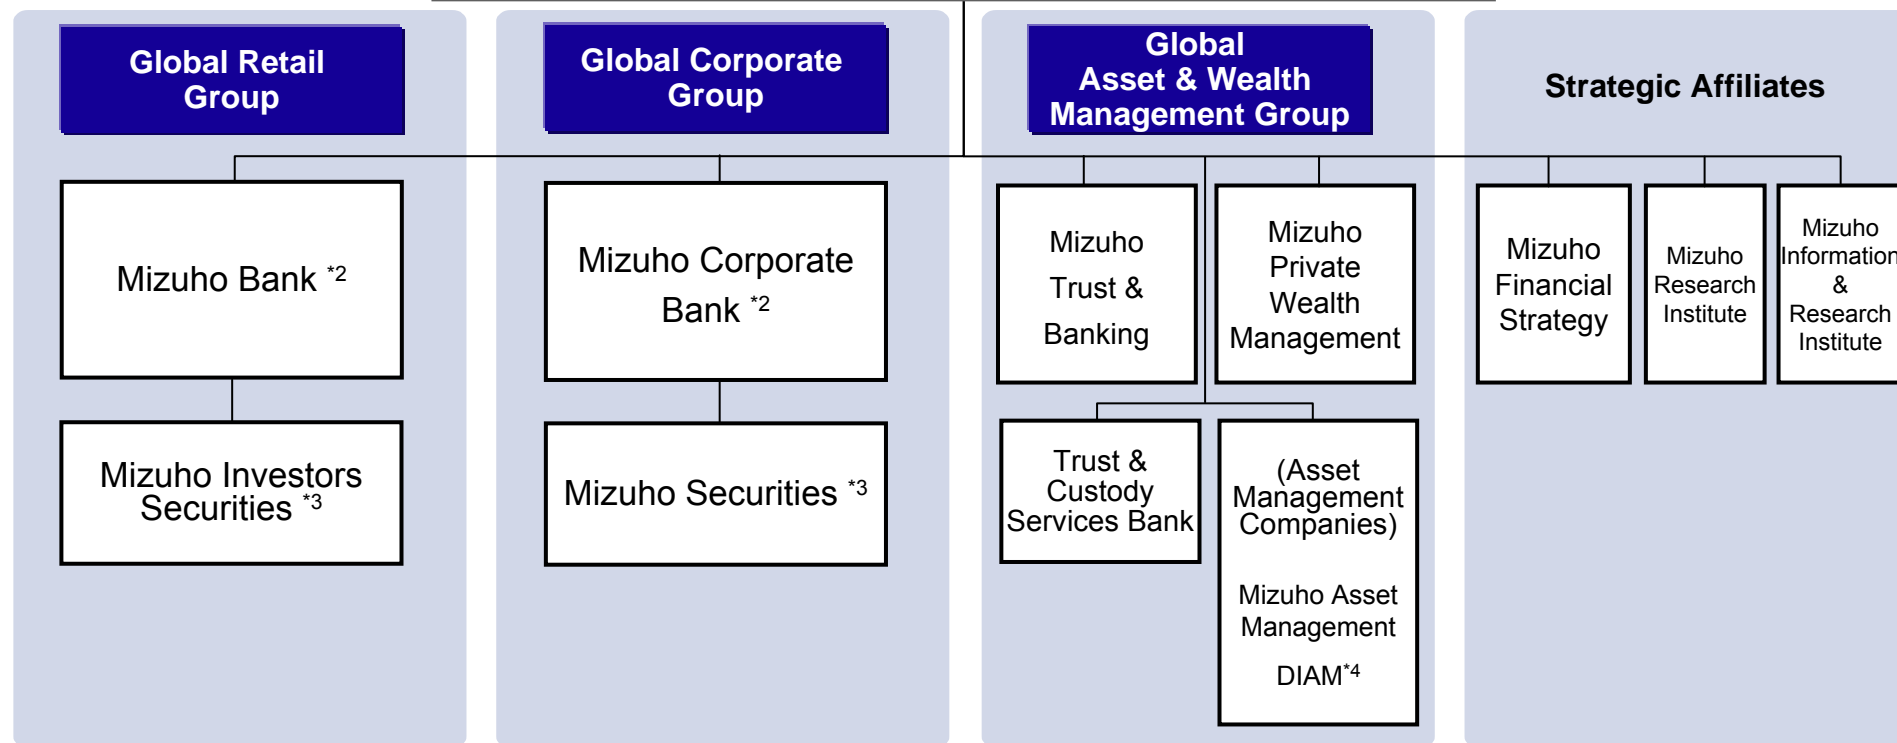 Global Retail
Group
Global Corporate
Group
Global
Asset & Wealth
Management Group
Strategic Affiliates
Mizuho Bank *2
Mizuho Corporate
Bank *2
Mizuho
Trust &
Banking
Mizuho
Private
Wealth
Management
Mizuho
Financial
Strategy
Mizuho
Research
Institute
Mizuho
Information
&
Research
Institute
Mizuho Investors
Securities *3
Mizuho Securities *3
Trust &
Custody
Services Bank
(Asset
Management
Companies)
Mizuho Asset
Management
DIAM*4